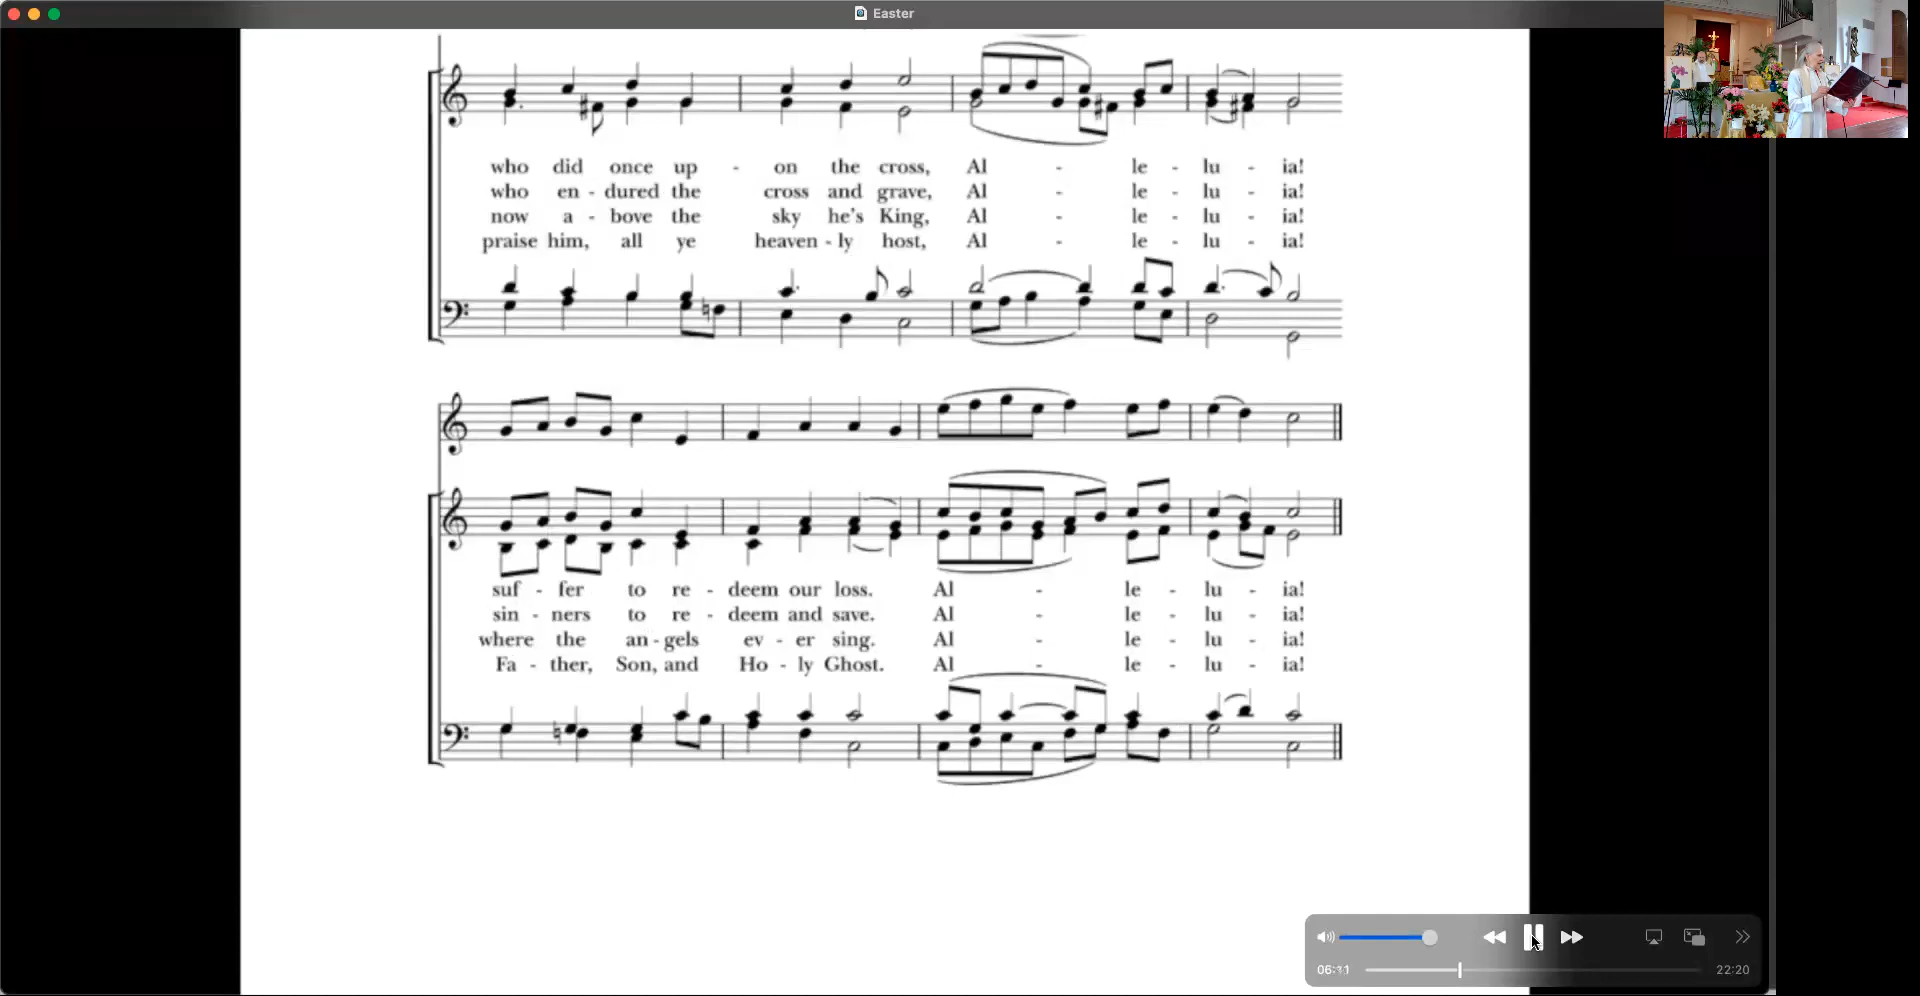 Easter
who did once up - on the cross, Al - le - lu - ia!
who en - dured the cross and grave, Al - le - lu - ia!
now a - bove the sky he's King, Al - le - lu - ia!
praise him, all ye heaven - ly host, Al - le - lu - ia!
suf - fer to re - deem our loss. Al - le - lu - ia!
sin - ners to re - deem and save. Al - le - lu - ia!
where the an - gels ev - er sing. Al - le - lu - ia!
Fa - ther, Son, and Ho - ly Ghost. Al - le - lu - ia!
22:20